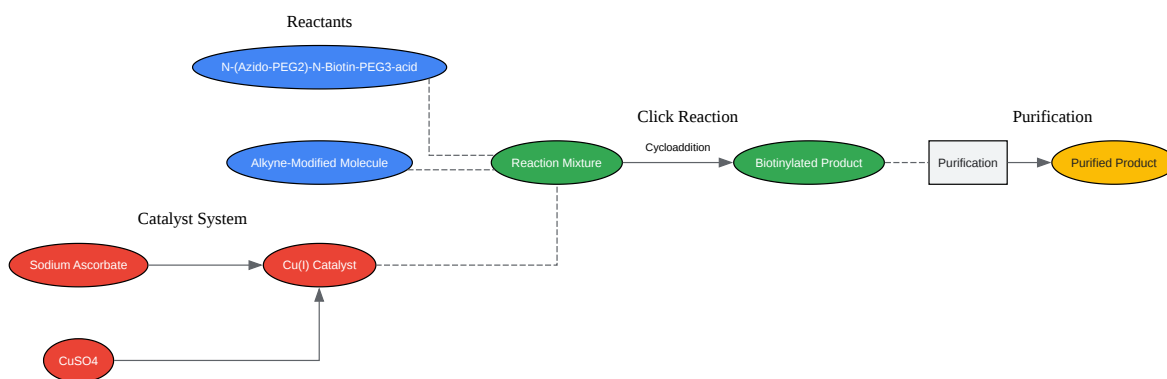 Reactants
N-(Azido-PEG2)-N-Biotin-PEG3-acid
Click Reaction
Purification
Cycloaddition
Alkyne-Modified Molecule
Reaction Mixture
Biotinylated Product
Purification
Purified Product
Catalyst System
Sodium Ascorbate
Cu(I) Catalyst
CuSO4